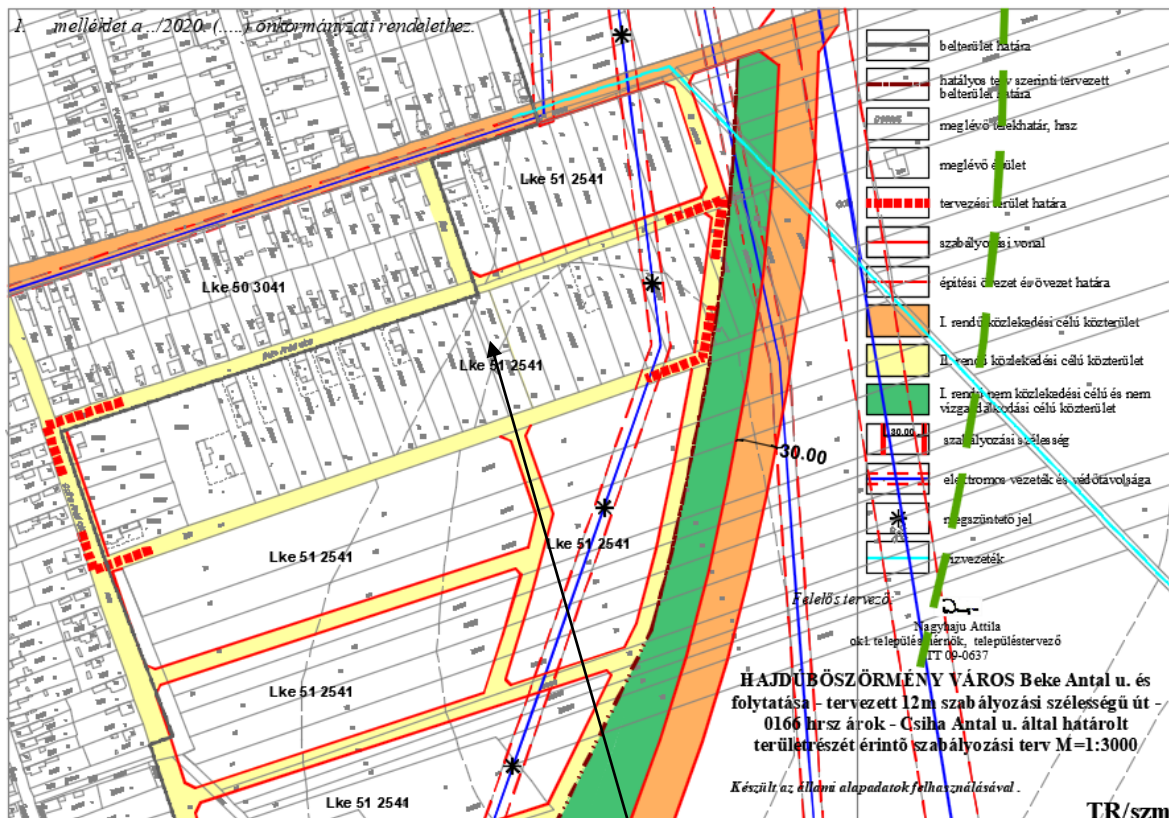 1. melléklet a .../2020. (.....) önkormányzati rendelethez.
belterület határa
hatályos terv szerinti tervezett
belterület határa
meglévő telekhatár, hrsz
meglévő épület
tervezési terület határa
szabályozási vonal
építési övezet és övezet határa
I. rendű közlekedési célú közterület
II. rendű közlekedési célú közterület
I. rendű nem közlekedési célú és nem
vízgazdálkodási célú közterület
30.00
szabályozási szélesség
elektromos vezeték és védőtávolsága
megszüntető jel
vízvezeték
Lke 51 2541
Lke 50 3041
Lke 51 2541
30.00
Lke 51 2541
Lke 51 2541
Lke 51 2541
Lke 51 2541
Felelős tervező:
Nagyhaju Attila
okl. településmérnök, településtervező
TT 09-0637
HAJDÚBÖSZÖRMÉNY VÁROS Beke Antal u. és
folytatása - tervezett 12m szabályozási szélességű út -
0166 hrsz árok - Csiha Antal u. által határolt
területrészét érintő szabályozási terv M=1:3000
Készült az állami alapadatok felhasználásával .
TR/szm